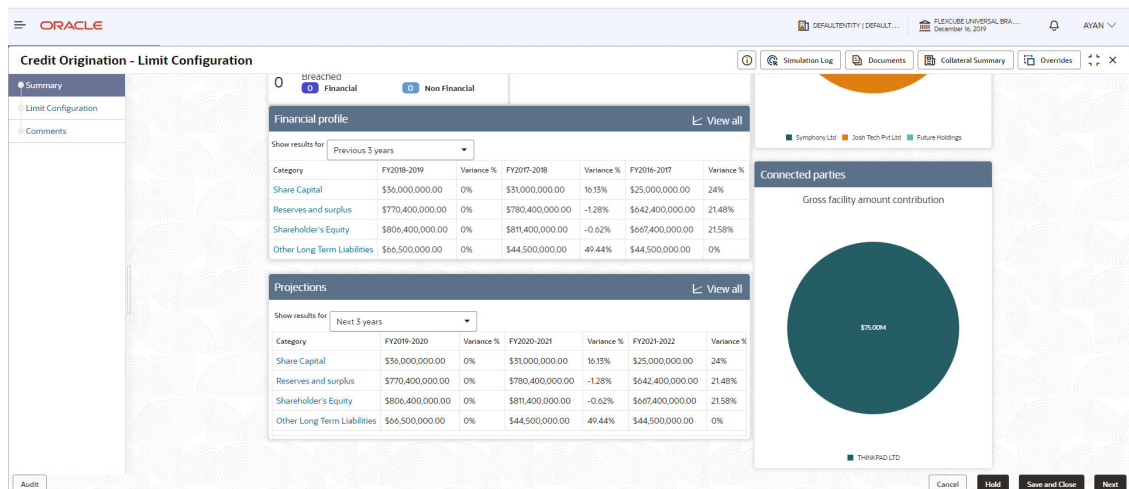 ORACLE
DEFAULTENTITY ( DEFAULT...
FLEXCUBE UNIVERSAL BRA...
December 16, 2019
AYAN
Credit Origination - Limit Configuration
Simulation Log
Documents
Collateral Summary
Overrides
Summary
Limit Configuration
Comments
0
Breached
0 Financial
0 Non Financial
Symphony Ltd Josh Tech Pvt Ltd Future Holdings
Financial profile
View all
Show results for
Previous 3 years
Category FY2018-2019 Variance % FY2017-2018 Variance % FY2016-2017 Variance %
Share Capital $36,000,000.00 0% $31,000,000.00 16.13% $25,000,000.00 24%
Reserves and surplus $770,400,000.00 0% $780,400,000.00 -1.28% $642,400,000.00 21.48%
Shareholder's Equity $806,400,000.00 0% $811,400,000.00 -0.62% $667,400,000.00 21.58%
Other Long Term Liabilities $66,500,000.00 0% $44,500,000.00 49.44% $44,500,000.00 0%
Projections
View all
Show results for
Next 3 years
Category FY2019-2020 Variance % FY2020-2021 Variance % FY2021-2022 Variance %
Share Capital $36,000,000.00 0% $31,000,000.00 16.13% $25,000,000.00 24%
Reserves and surplus $770,400,000.00 0% $780,400,000.00 -1.28% $642,400,000.00 21.48%
Shareholder's Equity $806,400,000.00 0% $811,400,000.00 -0.62% $667,400,000.00 21.58%
Other Long Term Liabilities $66,500,000.00 0% $44,500,000.00 49.44% $44,500,000.00 0%
Connected parties
Gross facility amount contribution
$75.00M
THINKPAD LTD
Audit
Cancel
Hold
Save and Close
Next